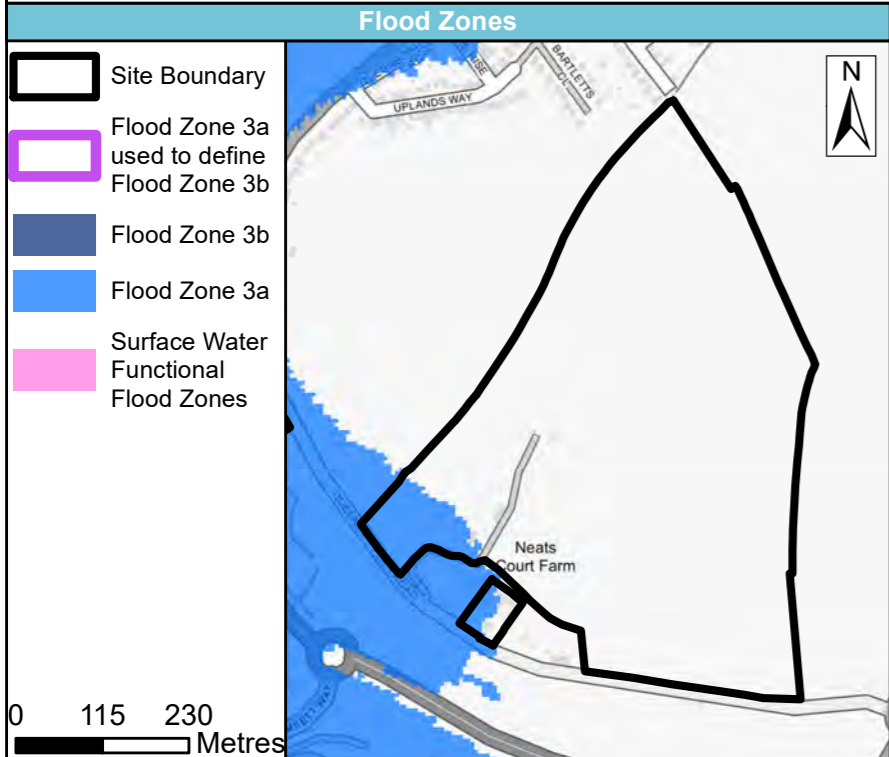 Flood Zones
Site Boundary
Flood Zone 3a
used to define
Flood Zone 3b
Flood Zone 3b
Flood Zone 3a
Surface Water
Functional
Flood Zones
0 115 230
Metres
UPLANDS WAY
BARTLETTS
CL
N
Neats
Court Farm